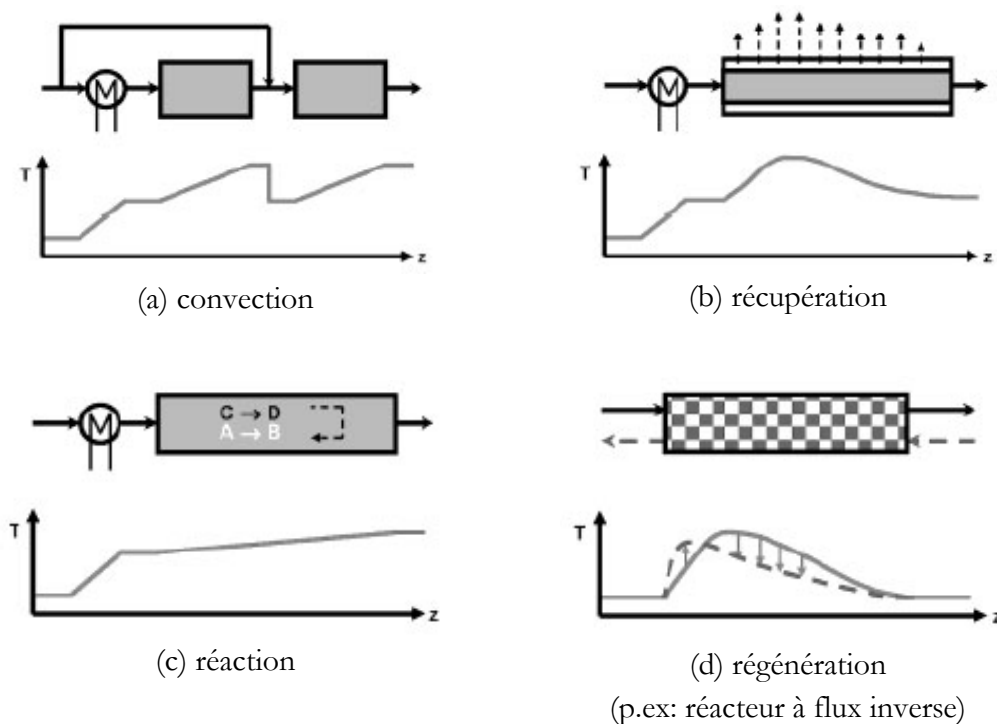 M
T
z
(a) convection
M
T
z
(b) récupération
M
C → D
A → B
T
z
(c) réaction
T
z
(d) régénération
(p.ex: réacteur à flux inverse)